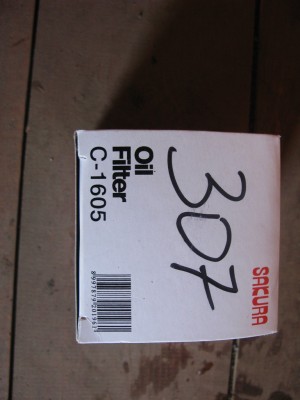 SAKURA
307
Oil
Filter
C-1605